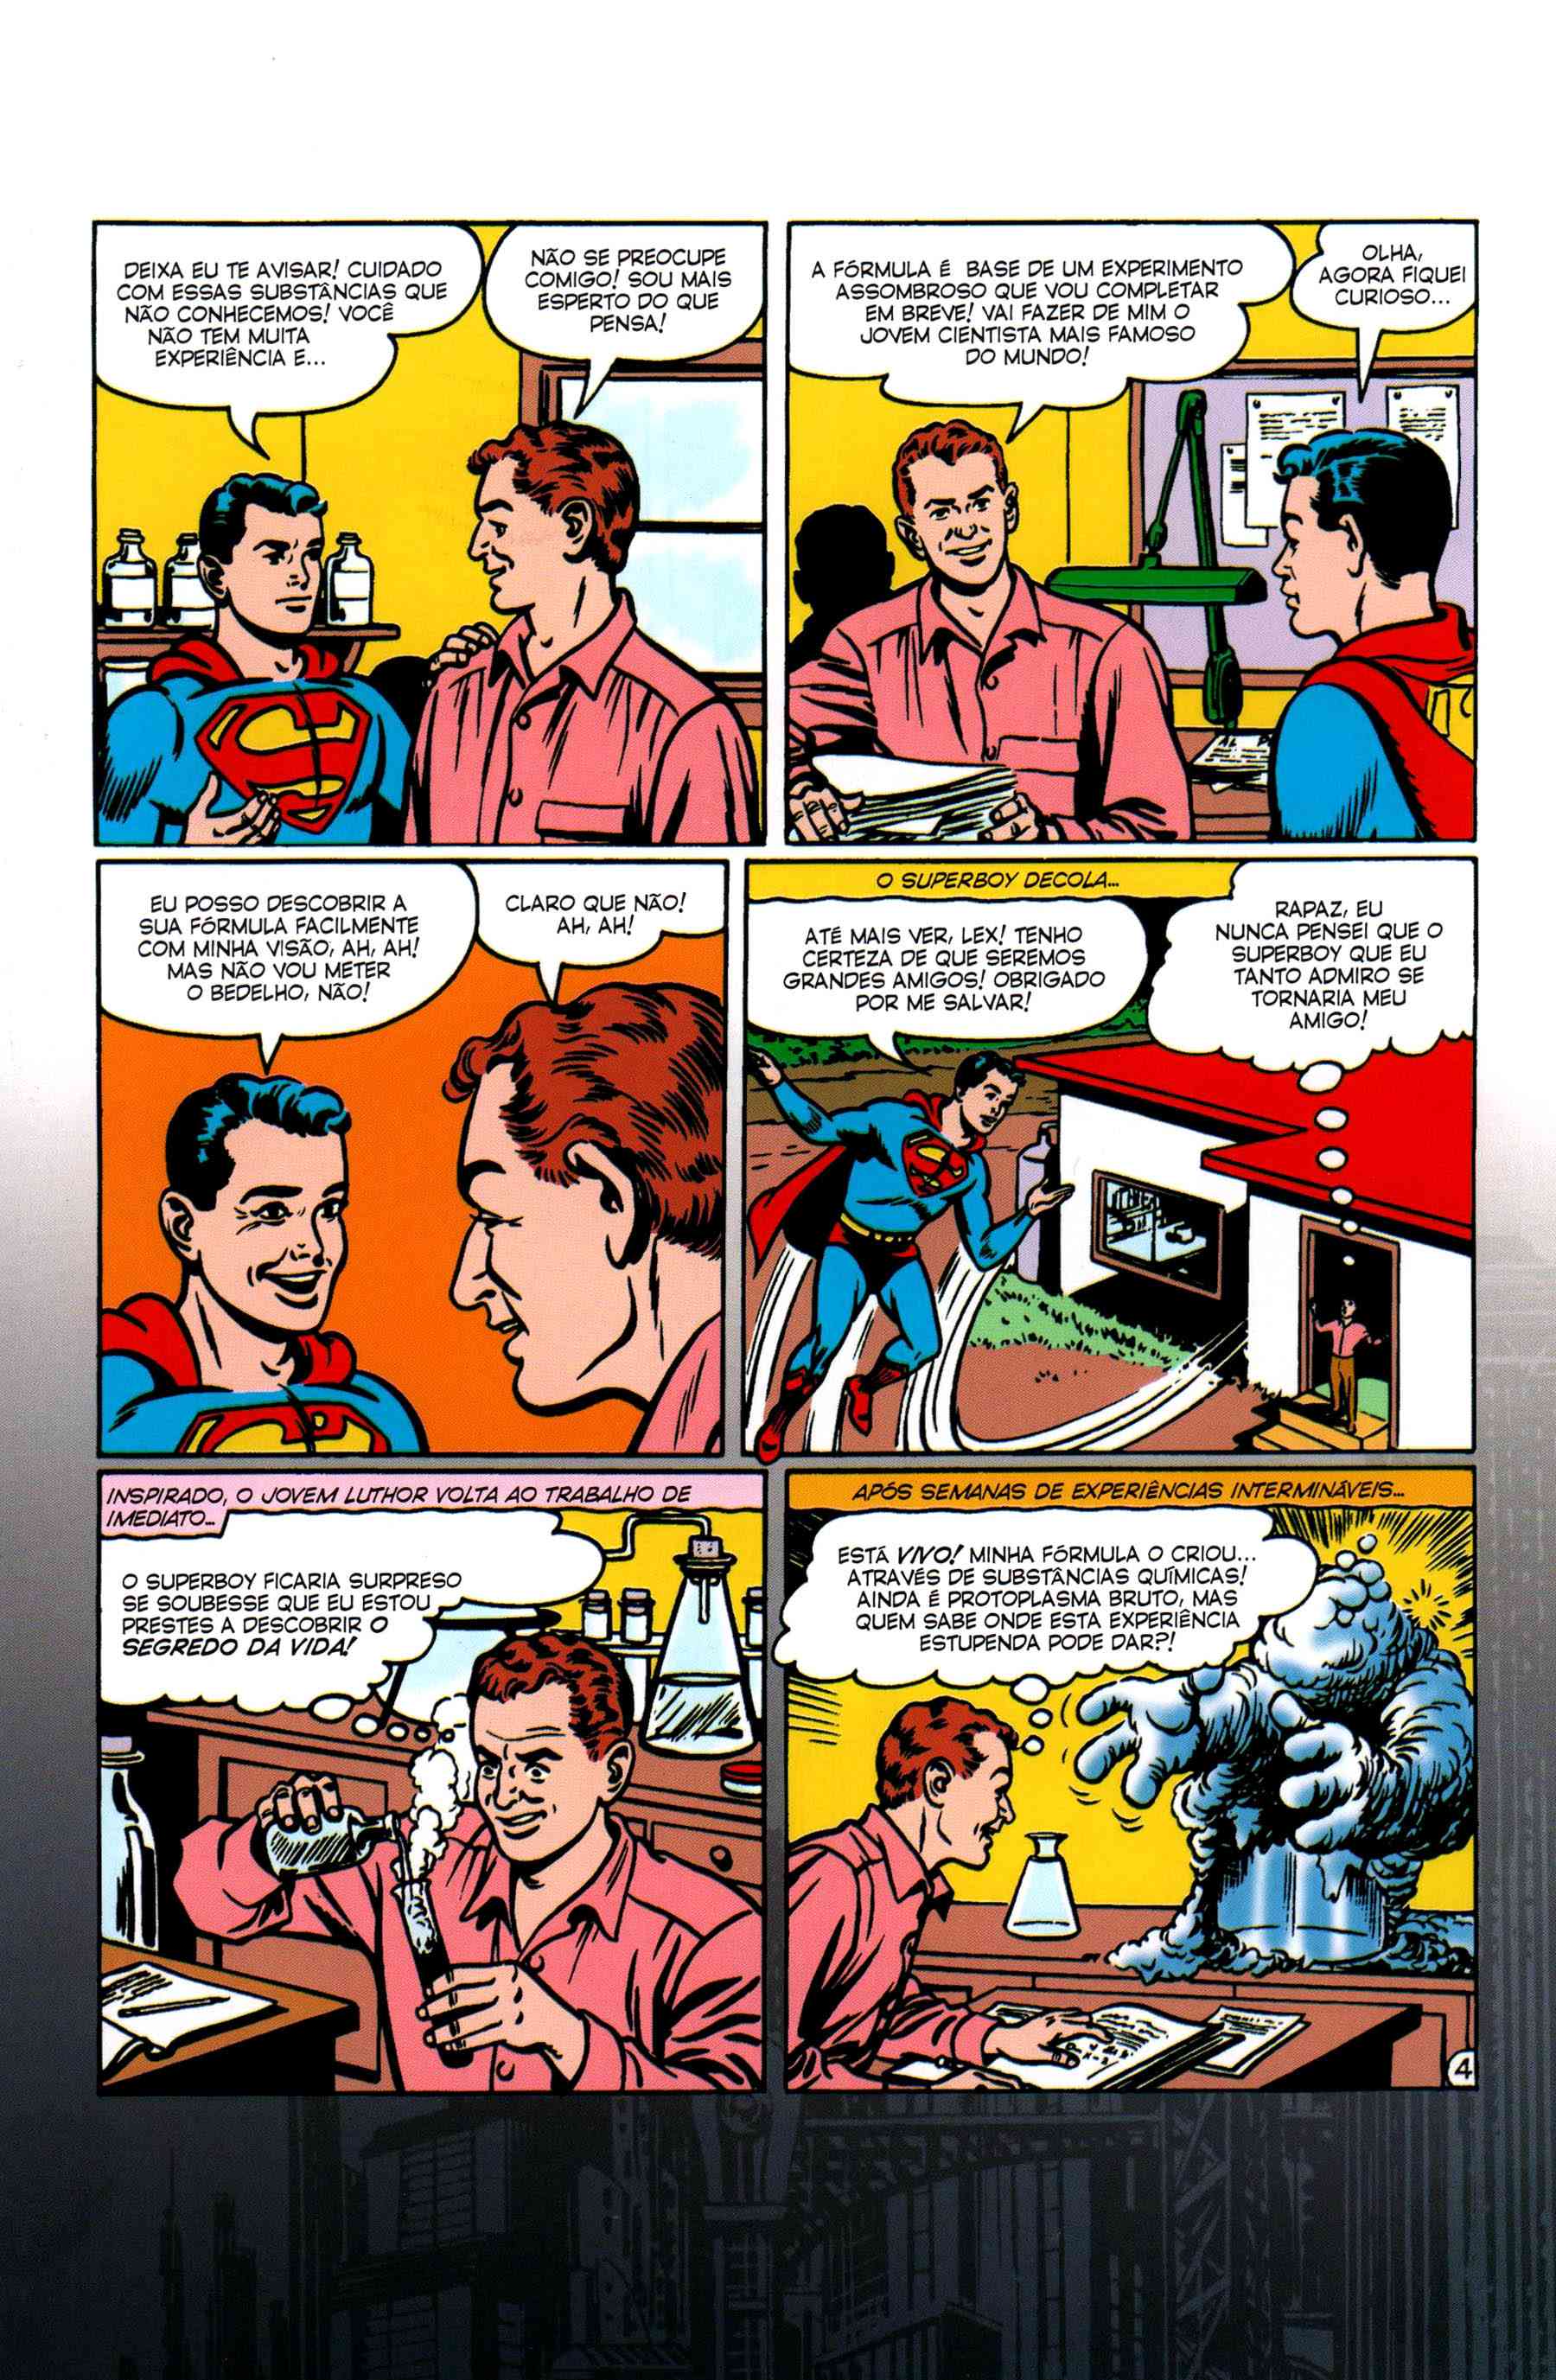 DEIXA EU TE AVISAR! CUIDADO
COM ESSAS SUBSTÂNCIAS QUE
NÃO CONHECEMOS! VOCÊ
NÃO TEM MUITA
EXPERIÊNCIA E...
NÃO SE PREOCUPE
COMIGO! SOU MAIS
ESPERTO DO QUE
PENSA!
A FÓRMULA É BASE DE UM EXPERIMENTO
ASSOMBROSO QUE VOU COMPLETAR
EM BREVE! VAI FAZER DE MIM O
JOVEM CIENTISTA MAIS FAMOSO
DO MUNDO!
OLHA,
AGORA FIQUEI
CURIOSO...
EU POSSO DESCOBRIR A
SUA FÓRMULA FACILMENTE
COM MINHA VISÃO, AH, AH!
MAS NÃO VOU METER
O BEDELHO, NÃO!
CLARO QUE NÃO!
AH, AH!
O SUPERBOY DECOLA...
ATÉ MAIS VER, LEX! TENHO
CERTEZA DE QUE SEREMOS
GRANDES AMIGOS! OBRIGADO
POR ME SALVAR!
RAPAZ, EU
NUNCA PENSEI QUE O
SUPERBOY QUE EU
TANTO ADMIRO SE
TORNARIA MEU
AMIGO!
INSPIRADO, O JOVEM LUTHOR VOLTA AO TRABALHO DE
IMEDIATO...
O SUPERBOY FICARIA SURPRESO
SE SOUBESSE QUE EU ESTOU
PRESTES A DESCOBRIR O
SEGREDO DA VIDA!
APÓS SEMANAS DE EXPERIÊNCIAS INTERMINÁVEIS...
ESTÁ VIVO! MINHA FÓRMULA O CRIOU...
ATRAVÉS DE SUBSTÂNCIAS QUÍMICAS!
AINDA É PROTOPLASMA BRUTO, MAS
QUEM SABE ONDE ESTA EXPERIÊNCIA
ESTUPENDA PODE DAR?!
4